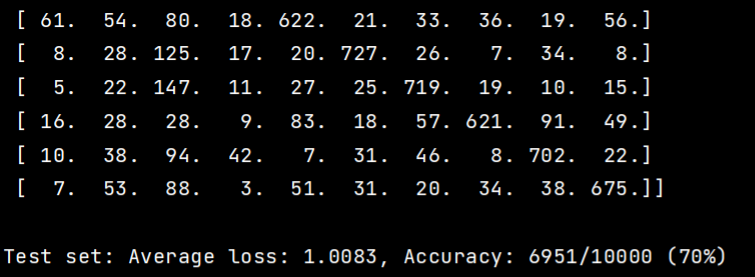 [ 61. 54. 80. 18. 622. 21. 33. 36. 19. 56.]
[ 8. 28. 125. 17. 20. 727. 26. 7. 34. 8.]
[ 5. 22. 147. 11. 27. 25. 719. 19. 10. 15.]
[ 16. 28. 28. 9. 83. 18. 57. 621. 91. 49.]
[ 10. 38. 94. 42. 7. 31. 46. 8. 702. 22.]
[ 7. 53. 88. 3. 51. 31. 20. 34. 38. 675.]]
Test set: Average loss: 1.0083, Accuracy: 6951/10000 (70%)